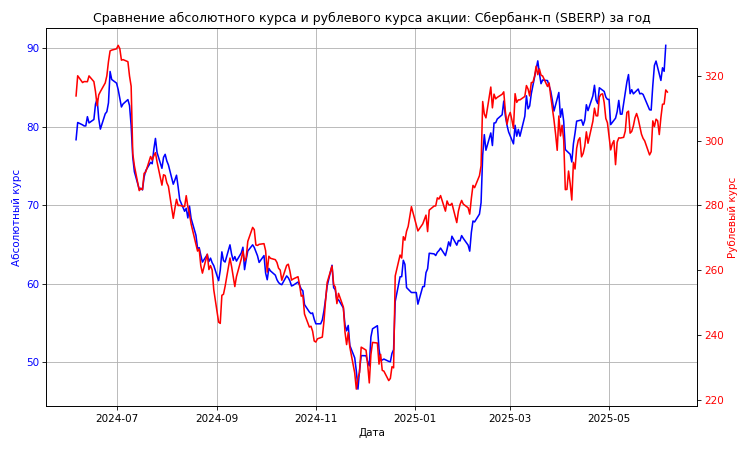 Сравнение абсолютного курса и рублевого курса акции: Сбербанк-п (SBERP) за год
Абсолютный курс
90
80
70
60
50
320
300
280
260
240
220
Рублевый курс
2024-07 2024-09 2024-11 2025-01 2025-03 2025-05
Дата